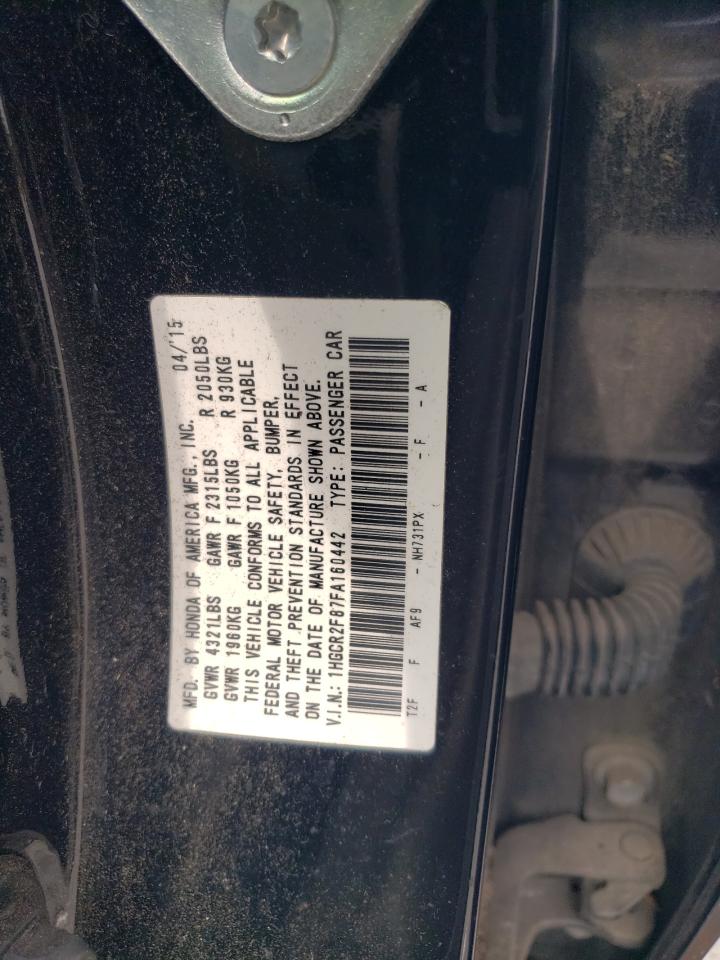 MFD. BY HONDA OF AMERICA MFG., INC. 04/'15
GVWR 4321LBS GAWR F 2315LBS R 2050LBS
GVWR 1960KG GAWR F 1050KG R 930KG
THIS VEHICLE CONFORMS TO ALL APPLICABLE
FEDERAL MOTOR VEHICLE SAFETY, BUMPER,
AND THEFT PREVENTION STANDARDS IN EFFECT
ON THE DATE OF MANUFACTURE SHOWN ABOVE.
V.I.N.: 1HGCR2F87FA160442 TYPE: PASSENGER CAR
T2F F AF9 - NH731PX - F - A